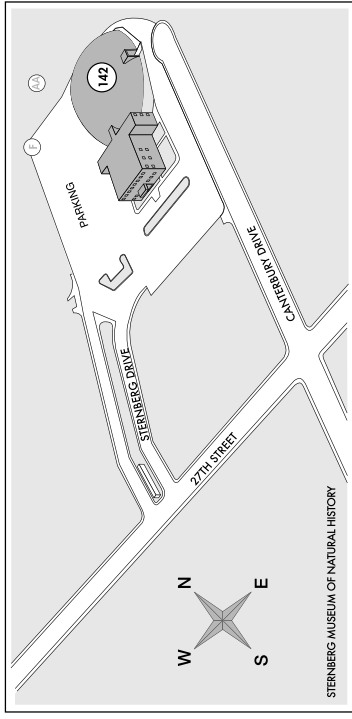 AA
F
142
PARKING
CANTERBURY DRIVE
STERNBERG DRIVE
27TH STREET
N
W
E
S
STERNBERG MUSEUM OF NATURAL HISTORY